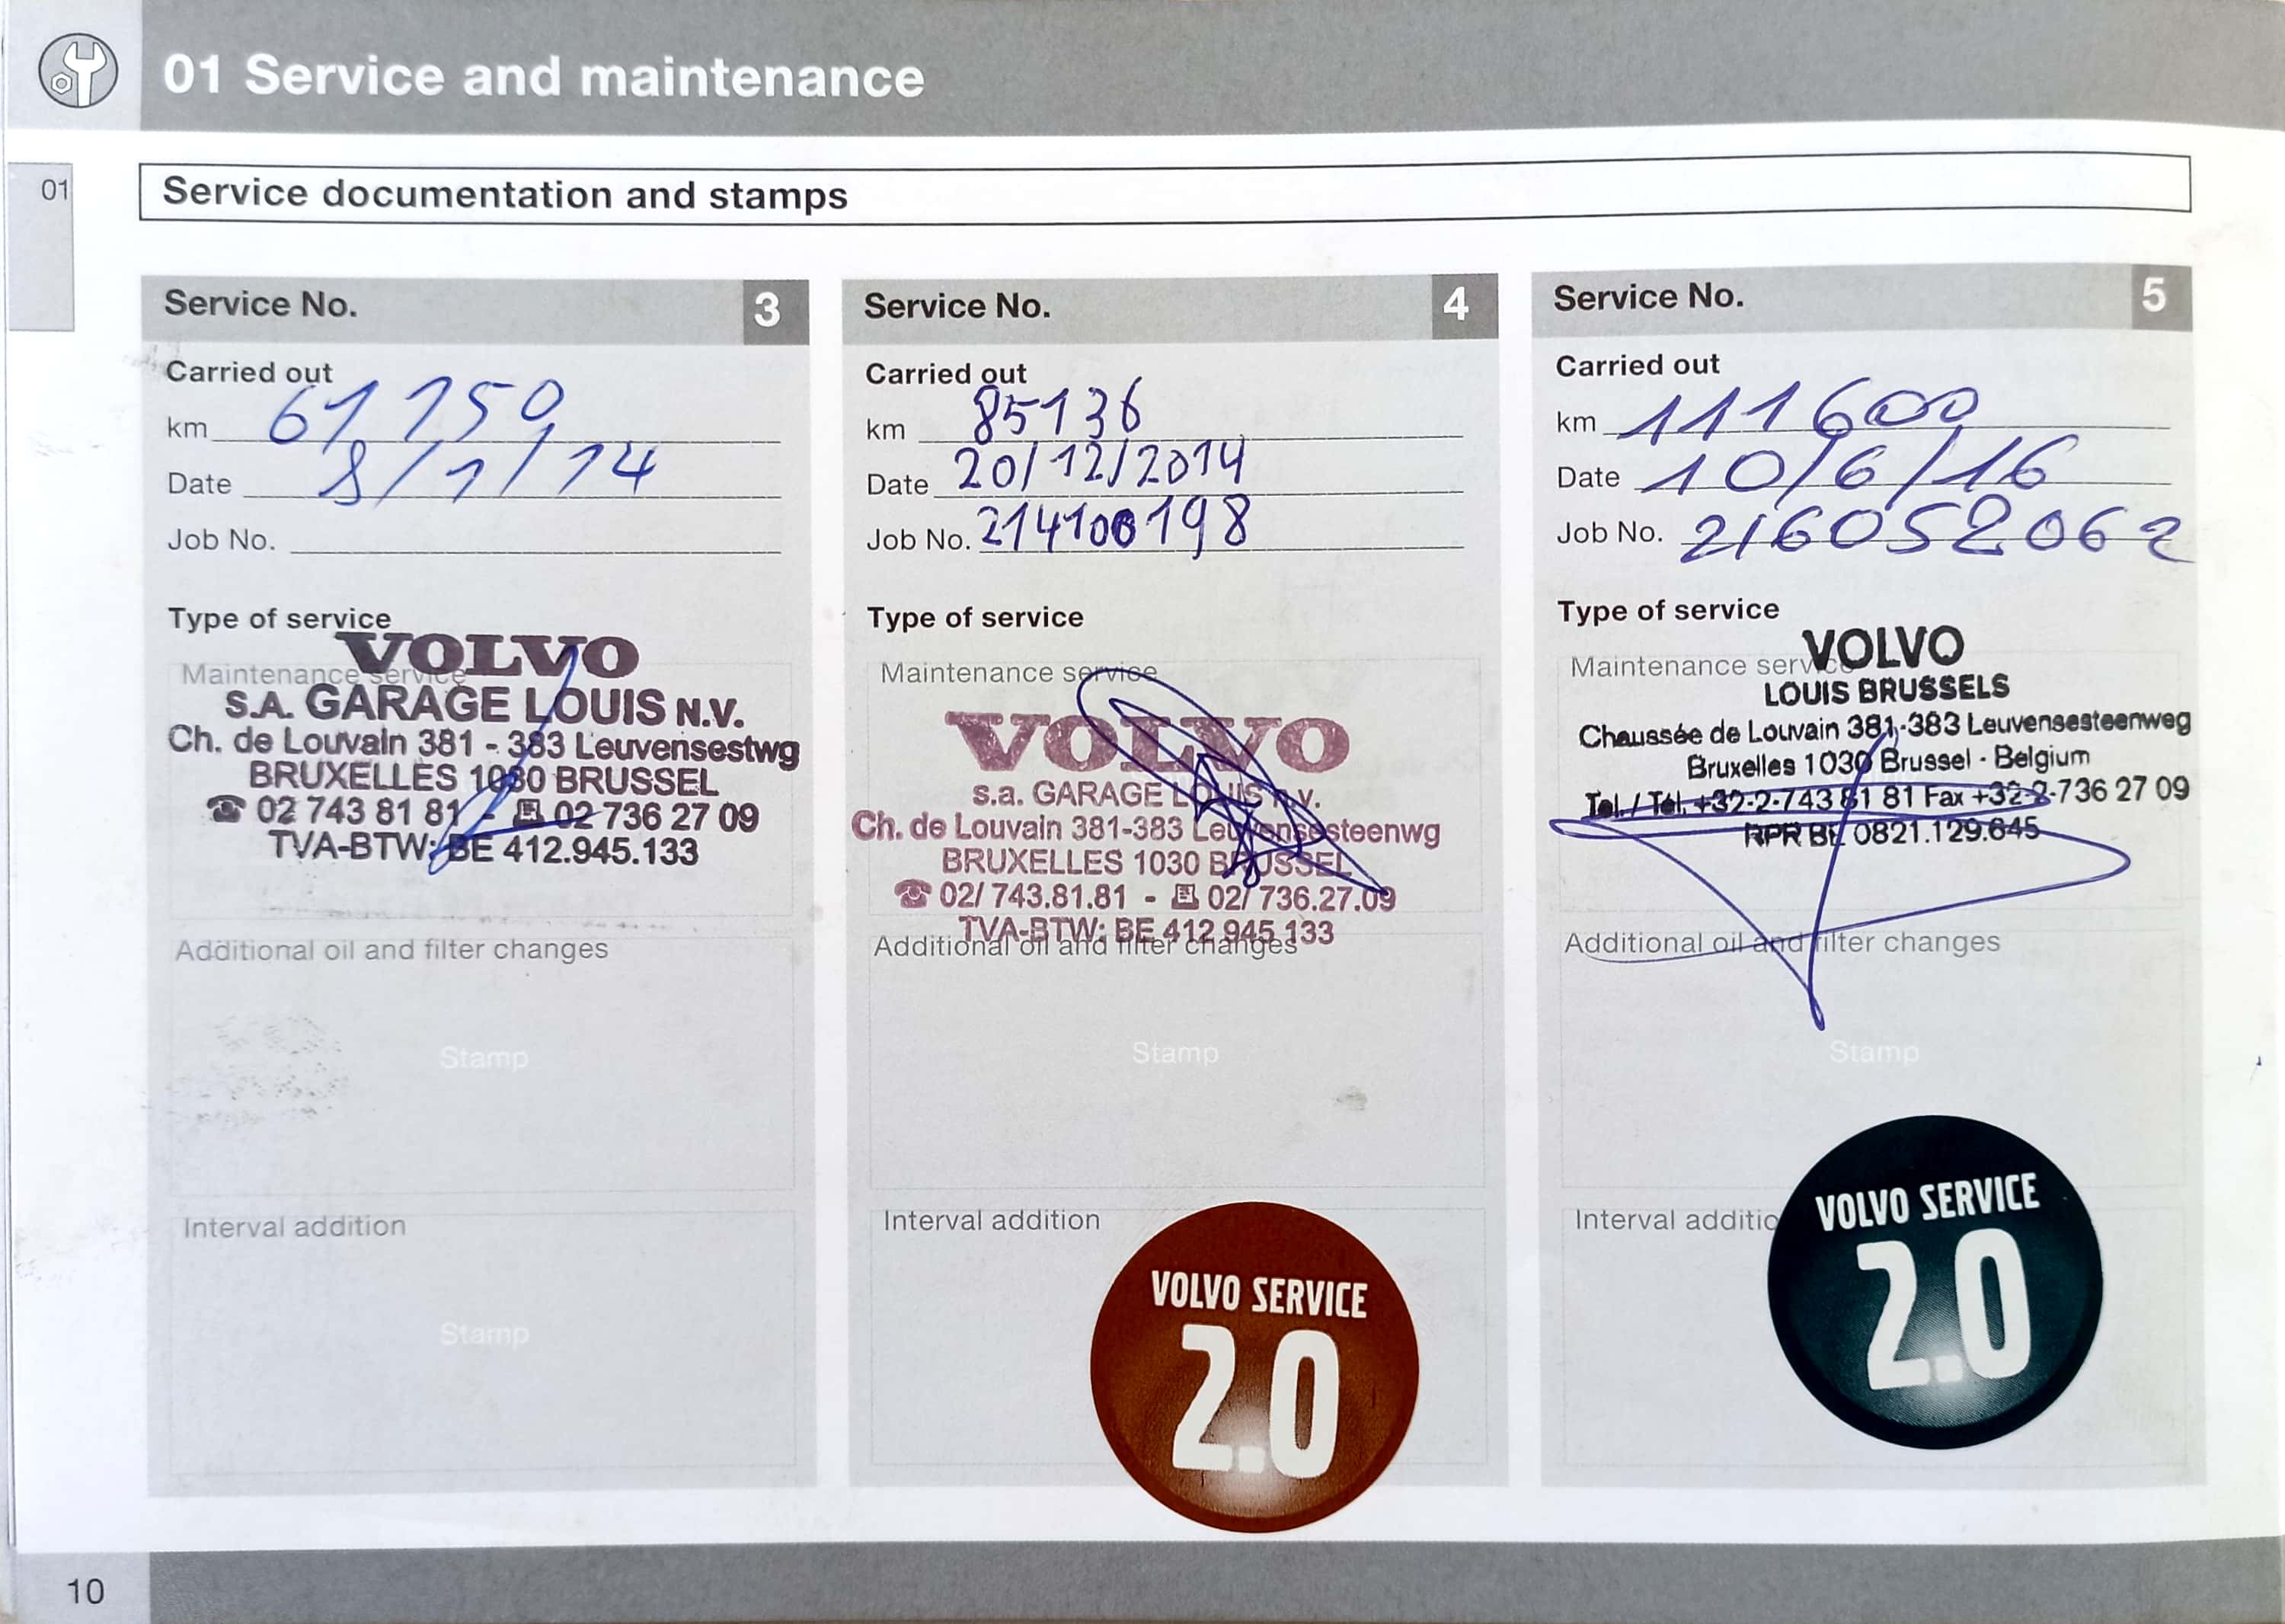 01 Service and maintenance
01
Service documentation and stamps
Service No. 3
Carried out
km 61 150
Date 8/1/14
Job No.
Type of service
Maintenance service
VOLVO
S.A. GARAGE LOUIS N.V.
Ch. de Louvain 381 - 383 Leuvensestwg
BRUXELLES 1030 BRUSSEL
☎ 02 743 81 81 - 02 736 27 09
TVA-BTW: BE 412.945.133
Additional oil and filter changes
Stamp
Interval addition
Stamp
Service No. 4
Carried out
km 85136
Date 20/12/2014
Job No. 214100198
Type of service
Maintenance service
VOLVO
s.a. GARAGE LOUIS n.v.
Ch. de Louvain 381-383 Leuvensesteenwg
BRUXELLES 1030 BRUSSEL
☎ 02/ 743.81.81 - 02/ 736.27.09
TVA-BTW: BE 412.945.133
Additional oil and filter changes
Stamp
Interval addition
VOLVO SERVICE
2.0
Service No. 5
Carried out
km 111600
Date 10/6/16
Job No. 216052062
Type of service
Maintenance service
VOLVO
LOUIS BRUSSELS
Chaussée de Louvain 381-383 Leuvensesteenweg
Bruxelles 1030 Brussel - Belgium
Tel. / Tél. +32-2-743 81 81 Fax +32-2-736 27 09
RPR BE 0821.129.645
Additional oil and filter changes
Stamp
Interval additio
VOLVO SERVICE
2.0
10